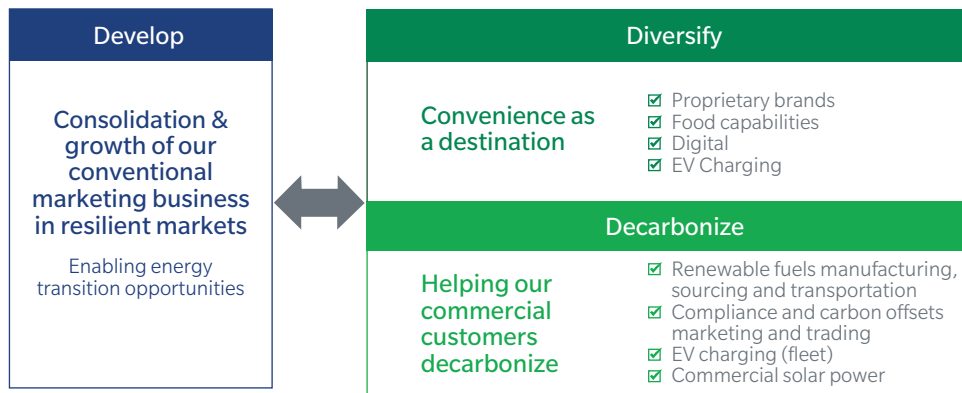 Develop
Consolidation &
growth of our
conventional
marketing business
in resilient markets
Enabling energy
transition opportunities
Diversify
Convenience as
a destination
Proprietary brands
Food capabilities
Digital
EV Charging
Decarbonize
Helping our
commercial
customers
decarbonize
Renewable fuels manufacturing,
sourcing and transportation
Compliance and carbon offsets
marketing and trading
EV charging (fleet)
Commercial solar power